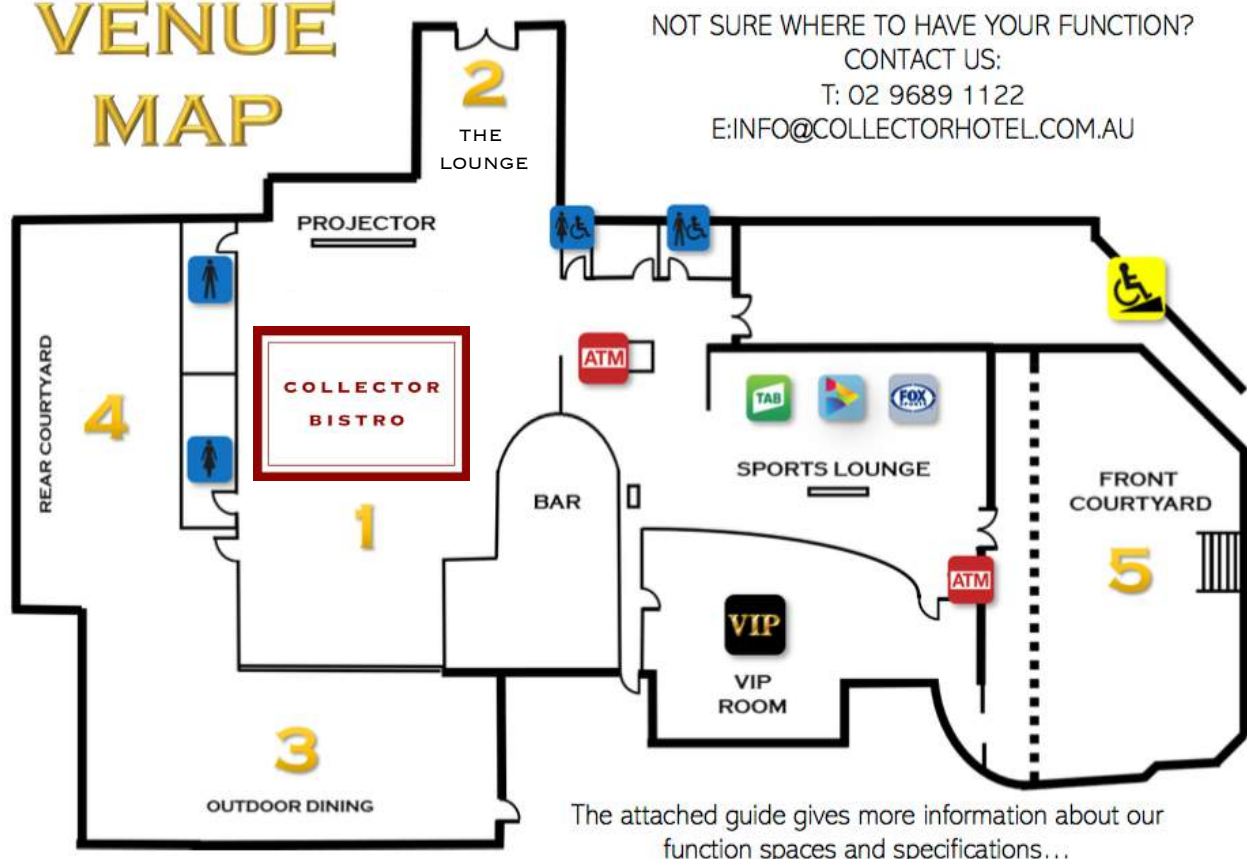 VENUE
MAP
NOT SURE WHERE TO HAVE YOUR FUNCTION?
CONTACT US:
T: 02 9689 1122
E:INFO@COLLECTORHOTEL.COM.AU
2
THE
LOUNGE
PROJECTOR
ATM
COLLECTOR
BISTRO
REAR COURTYARD
4
1
BAR
TAB
FOX
SPORTS
SPORTS LOUNGE
FRONT
COURTYARD
5
ATM
VIP
VIP
ROOM
3
OUTDOOR DINING
The attached guide gives more information about our
function spaces and specifications...